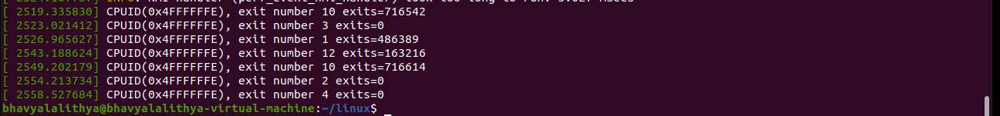 [ 2519.335830] CPUID(0x4FFFFFFE), exit number 10 exits=716542
[ 2523.021412] CPUID(0x4FFFFFFE), exit number 3 exits=0
[ 2526.965627] CPUID(0x4FFFFFFE), exit number 1 exits=486389
[ 2543.188624] CPUID(0x4FFFFFFE), exit number 12 exits=163216
[ 2549.202179] CPUID(0x4FFFFFFE), exit number 10 exits=716614
[ 2554.213734] CPUID(0x4FFFFFFE), exit number 2 exits=0
[ 2558.527684] CPUID(0x4FFFFFFE), exit number 4 exits=0
bhavyalalithya@bhavyalalithya-virtual-machine:~/linux$